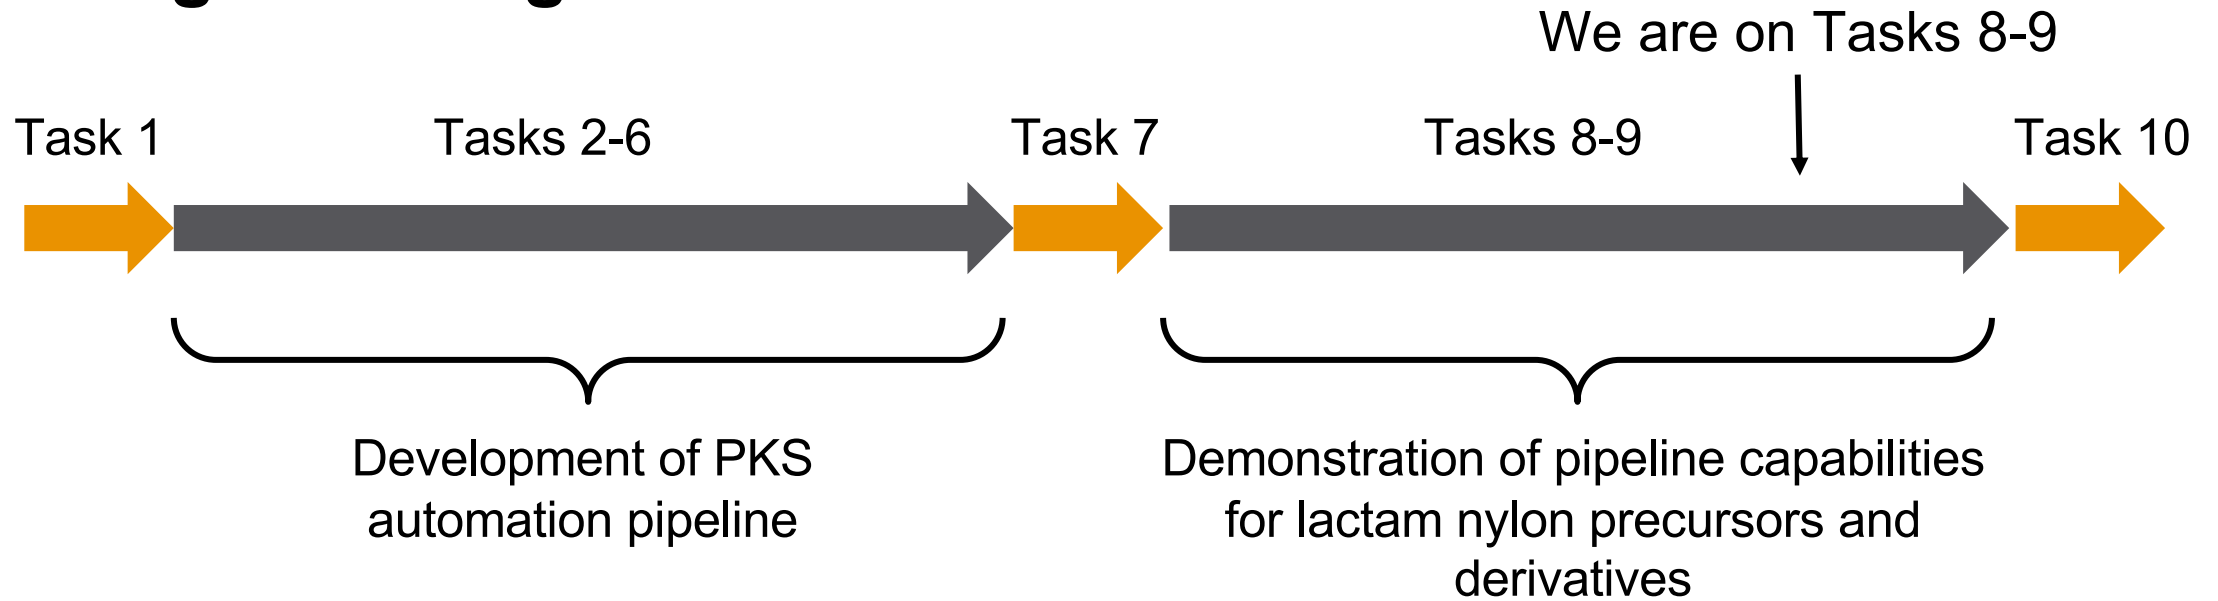 We are on Tasks 8-9
Task 1
Tasks 2-6
Task 7
Tasks 8-9
Task 10
Development of PKS
automation pipeline
Demonstration of pipeline capabilities
for lactam nylon precursors and
derivatives